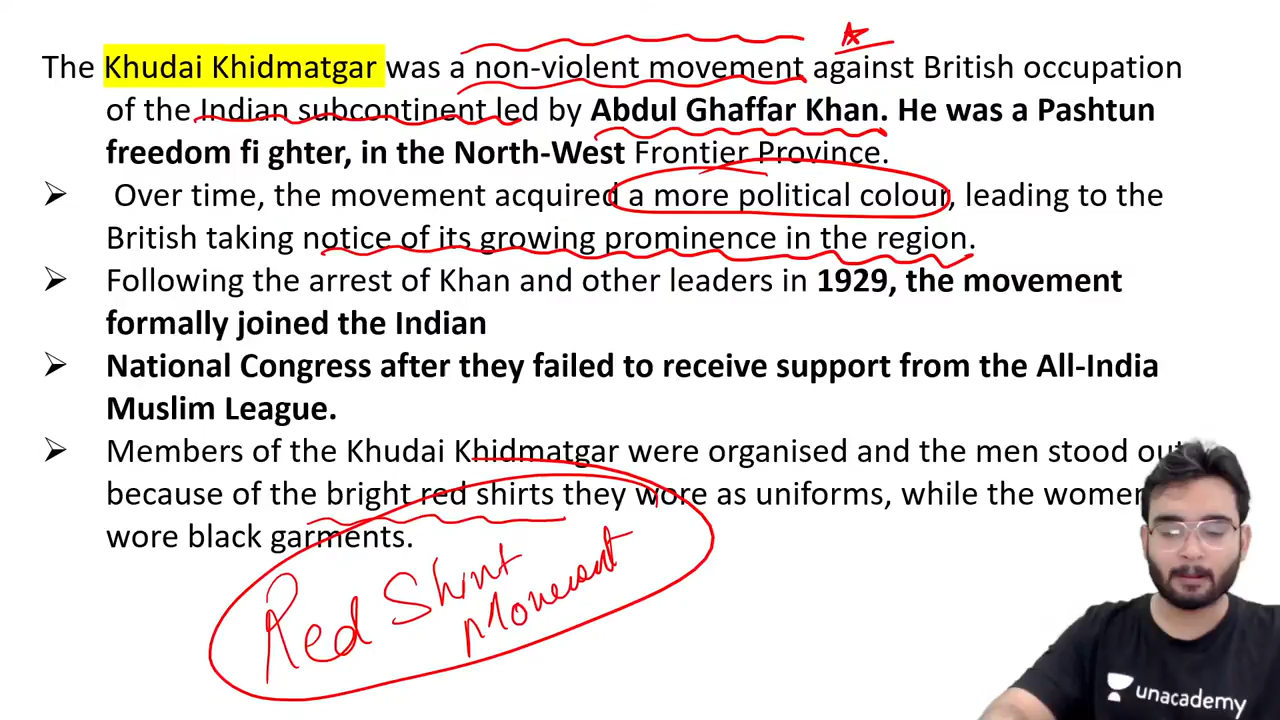 The Khudai Khidmatgar was a non-violent movement against British occupation
of the Indian subcontinent led by Abdul Ghaffar Khan. He was a Pashtun
freedom fi ghter, in the North-West Frontier Province.
➢ Over time, the movement acquired a more political colour, leading to the
British taking notice of its growing prominence in the region.
➢ Following the arrest of Khan and other leaders in 1929, the movement
formally joined the Indian
➢ National Congress after they failed to receive support from the All-India
Muslim League.
➢ Members of the Khudai Khidmatgar were organised and the men stood out
because of the bright red shirts they wore as uniforms, while the women
wore black garments.
Red Shirt
Movement
unacademy